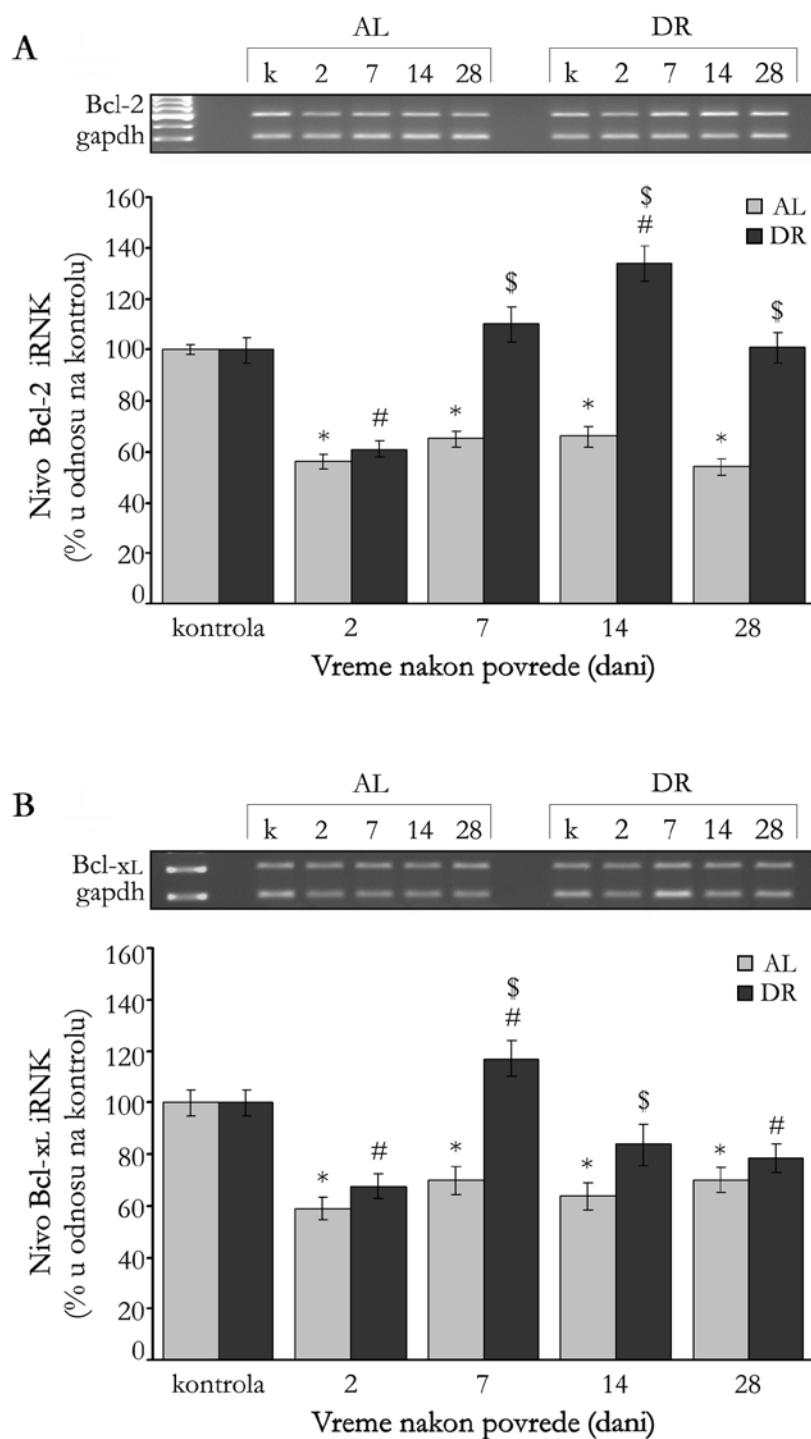 A
AL DR
k 2 7 14 28 k 2 7 14 28
Bcl-2
gapdh
160
140
120
100
80
60
40
20
0
Nivo Bcl-2 iRNK
(% u odnosu na kontrolu)
AL
DR
* # * $ * $ # * $
kontrola 2 7 14 28
Vreme nakon povrede (dani)
B
AL DR
k 2 7 14 28 k 2 7 14 28
Bcl-xL
gapdh
160
140
120
100
80
60
40
20
0
Nivo Bcl-xL iRNK
(% u odnosu na kontrolu)
AL
DR
* # * $ # * $ * #
kontrola 2 7 14 28
Vreme nakon povrede (dani)